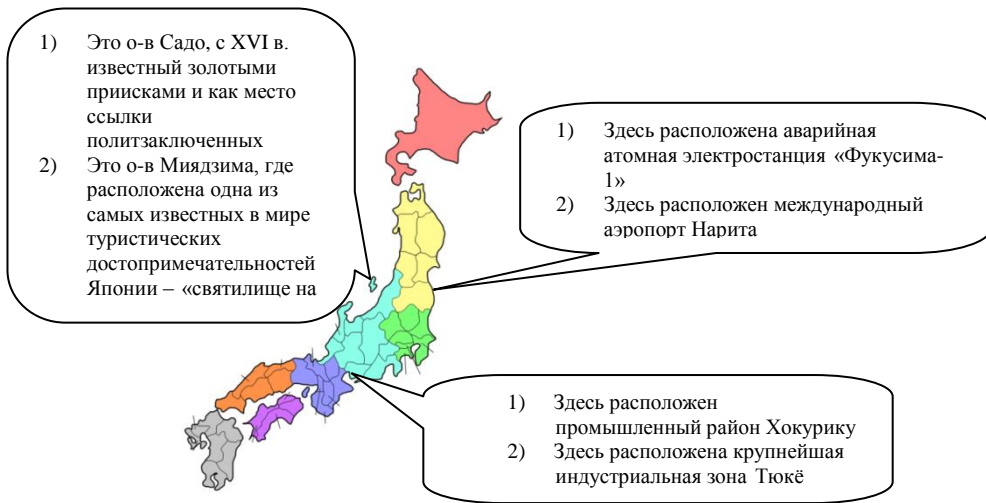 1) Это о-в Садо, с XVI в.
известный золотыми
приисками и как место
ссылки
политзаключенных
2) Это о-в Миядзима, где
расположена одна из
самых известных в мире
туристических
достопримечательностей
Японии – «святилище на
1) Здесь расположена аварийная
атомная электростанция «Фукусима-
1»
2) Здесь расположен международный
аэропорт Нарита
1) Здесь расположен
промышленный район Хокурику
2) Здесь расположена крупнейшая
индустриальная зона Тюкё